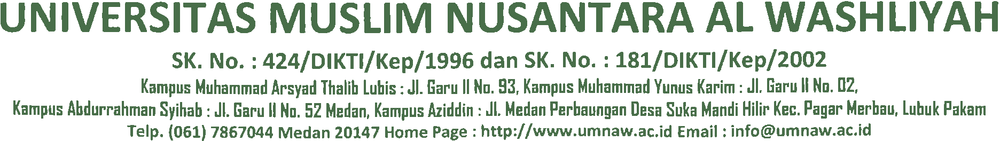 UNIVERSITAS MUSLIM NUSANTARA AL WASHLIYAH
SK. No. : 424/DIKTI/Kep/1996 dan SK. No. : 181/DIKTI/Kep/2002
Kampus Muhammad Arsyad Thalib Lubis : Jl. Garu II No. 93, Kampus Muhammad Yunus Karim : Jl. Garu II No. 02,
Kampus Abdurrahman Syihab : Jl. Garu II No. 52 Medan, Kampus Aziddin : Jl. Medan Perbaungan Desa Suka Mandi Hilir Kec. Pagar Merbau, Lubuk Pakam
Telp. (061) 7867044 Medan 20147 Home Page : http://www.umnaw.ac.id Email : info@umnaw.ac.id